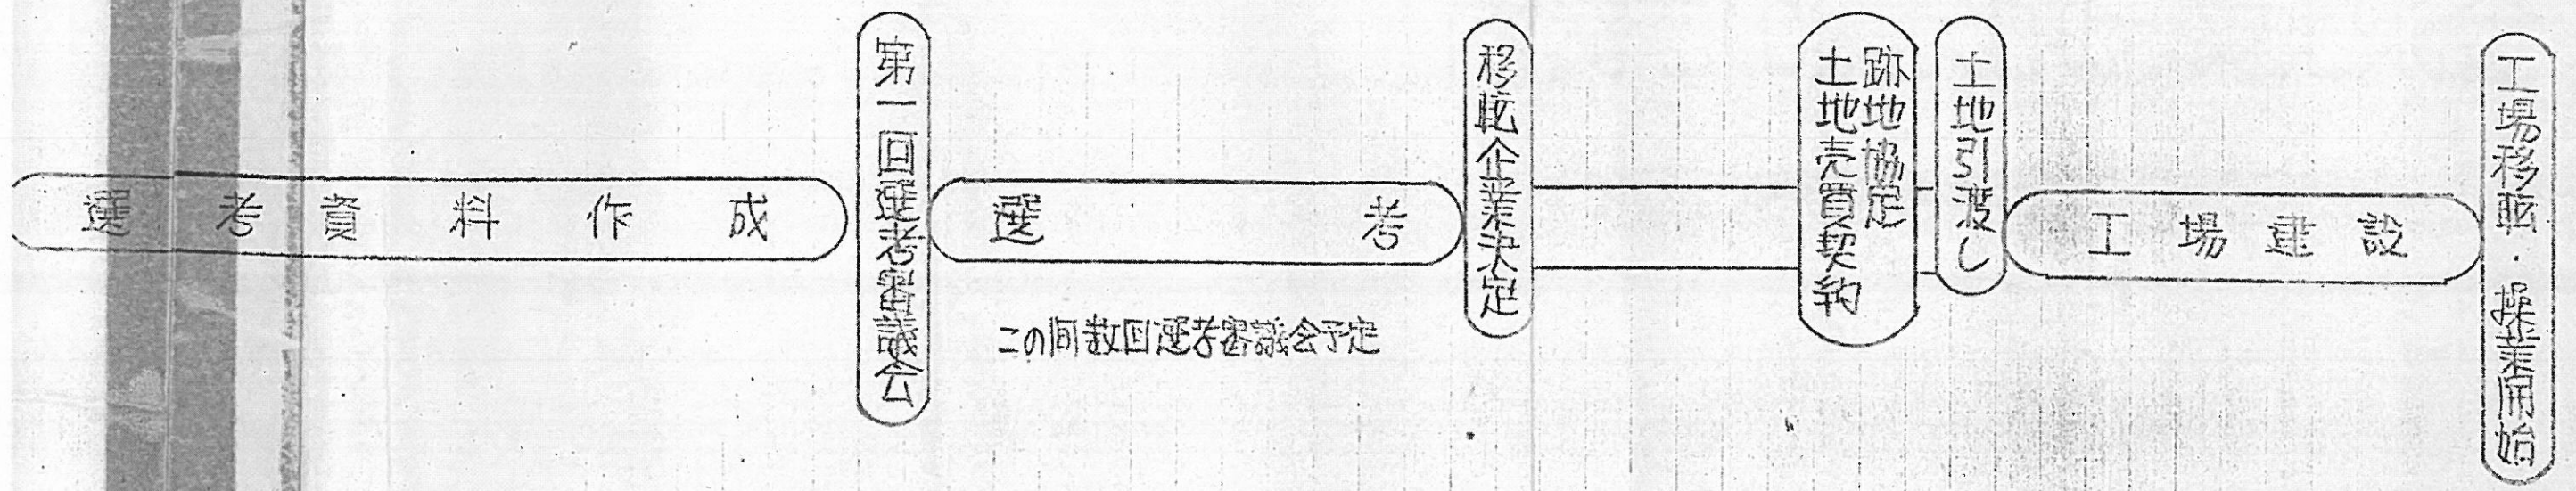 選考資料作成
第一回選考審議会
選考
この間数回選考審議会予定
移転企業決定
跡地協定
土地売買契約
土地引渡し
工場建設
工場移転・操業開始